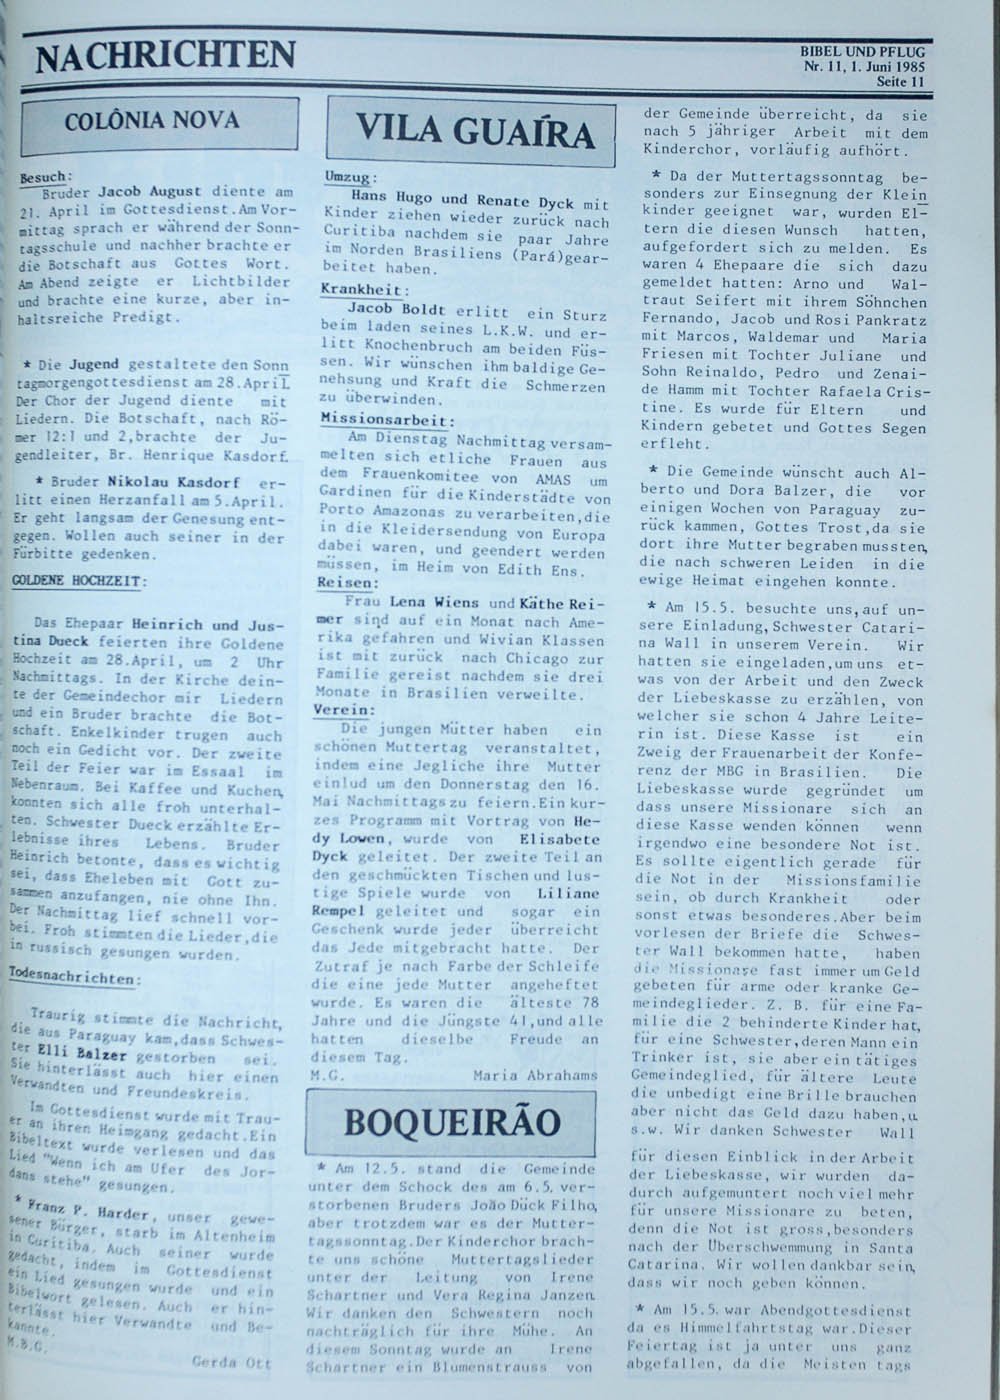 NACHRICHTEN
BIBEL UND PFLUG
Nr. 11, 1. Juni 1985
Seite 11
COLÔNIA NOVA
Besuch:
Bruder Jacob August diente am
21. April im Gottesdienst.Am Vor-
mittag sprach er während der Sonn-
tagsschule und nachher brachte er
die Botschaft aus Gottes Wort.
Am Abend zeigte er Lichtbilder
und brachte eine kurze, aber in-
haltsreiche Predigt.
* Die Jugend gestaltete den Sonn
tagmorgengottesdienst am 28.April
Der Chor der Jugend diente mit
Liedern. Die Botschaft, nach Rö-
mer 12:1 und 2,brachte der Ju-
gendleiter, Br. Henrique Kasdorf.
* Bruder Nikolau Kasdorf er-
litt einen Herzanfall am 5.April.
Er geht langsam der Genesung ent-
gegen. Wollen auch seiner in der
Fürbitte gedenken.
GOLDENE HOCHZEIT:
Das Ehepaar Heinrich und Jus-
tina Dueck feierten ihre Goldene
Hochzeit am 28.April, um 2 Uhr
Nachmittags. In der Kirche dein-
te der Gemeindechor mir Liedern
und ein Bruder brachte die Bot-
schaft. Enkelkinder trugen auch
noch ein Gedicht vor. Der zweite
Teil der Feier war im Essaal im
Nebenraum. Bei Kaffee und Kuchen,
konnten sich alle froh unterhal-
ten. Schwester Dueck erzählte Er-
lebnisse ihres Lebens. Bruder
Heinrich betonte, dass es wichtig
sei, dass Eheleben mit Gott zu-
sammen anzufangen, nie ohne Ihn.
Der Nachmittag lief schnell vor-
bei. Froh stimmten die Lieder,die
in russisch gesungen wurden.
Todesnachrichten:
Traurig stimmte die Nachricht,
die aus Paraguay kam,dass Schwes-
ter Elli Balzer gestorben sei.
Sie hinterlässt auch hier einen
Verwandten und Freundeskreis.
Im Gottesdienst wurde mit Trau-
er an ihren Heimgang gedacht.Ein
Bibeltext wurde verlesen und das
Lied "Wenn ich am Ufer des Jor-
dans stehe" gesungen.
* Franz P. Harder, unser gewe-
sener Bürger, starb im Altenheim
in Curitiba. Auch seiner wurde
gedacht, indem im Gottesdienst
ein Lied gesungen wurde und ein
Bibelwort gelesen. Auch er hin-
terlässt hier Verwandte und Be-
kannte.
M.B.G.
Gerda Ott
VILA GUAÍRA
Umzug:
Hans Hugo und Renate Dyck mit
Kinder ziehen wieder zurück nach
Curitiba nachdem sie paar Jahre
im Norden Brasiliens (Pará)gear-
beitet haben.
Krankheit:
Jacob Boldt erlitt ein Sturz
beim laden seines L.K.W. und er-
litt Knochenbruch am beiden Füs-
sen. Wir wünschen ihm baldige Ge-
nehsung und Kraft die Schmerzen
zu überwinden.
Missionsarbeit:
Am Dienstag Nachmittag versam-
melten sich etliche Frauen aus
dem Frauenkomitee von AMAS um
Gardinen für die Kinderstädte von
Porto Amazonas zu verarbeiten,die
in die Kleidersendung von Europa
dabei waren, und geendert werden
müssen, im Heim von Edith Ens.
Reisen:
Frau Lena Wiens und Käthe Rei-
mer sind auf ein Monat nach Ame-
rika gefahren und Wivian Klassen
ist mit zurück nach Chicago zur
Familie gereist nachdem sie drei
Monate in Brasilien verweilte.
Verein:
Die jungen Mütter haben ein
schönen Muttertag veranstaltet,
indem eine Jegliche ihre Mutter
einlud um den Donnerstag den 16.
Mai Nachmittags zu feiern.Ein kur-
zes Programm mit Vortrag von He-
dy Lowen, wurde von Elisabete
Dyck geleitet. Der zweite Teil an
den geschmückten Tischen und lus-
tige Spiele wurde von Liliane
Rempel geleitet und sogar ein
Geschenk wurde jeder überreicht
das Jede mitgebracht hatte. Der
Zutraf je nach Farbe der Schleife
die eine jede Mutter angeheftet
wurde. Es waren die älteste 78
Jahre und die Jüngste 41,und alle
hatten dieselbe Freude an
diesem Tag.
M.G.
Maria Abrahams
BOQUEIRÃO
* Am 12.5. stand die Gemeinde
unter dem Schock des am 6.5. ver-
storbenen Bruders João Dück Filho,
aber trotzdem war es der Mutter-
tagssonntag.Der Kinderchor brach-
te uns schöne Muttertagslieder
unter der Leitung von Irene
Schartner und Vera Regina Janzen.
Wir danken den Schwestern noch
nachträglich für ihre Mühe. An
diesem Sonntag wurde an Irene
Schartner ein Blumenstrauss von
der Gemeinde überreicht, da sie
nach 5 jähriger Arbeit mit dem
Kinderchor, vorläufig aufhört.
* Da der Muttertagssonntag be-
sonders zur Einsegnung der Klein
kinder geeignet war, wurden El-
tern die diesen Wunsch hatten,
aufgefordert sich zu melden. Es
waren 4 Ehepaare die sich dazu
gemeldet hatten: Arno und Wal-
traut Seifert mit ihrem Söhnchen
Fernando, Jacob und Rosi Pankratz
mit Marcos, Waldemar und Maria
Friesen mit Tochter Juliane und
Sohn Reinaldo, Pedro und Zenai-
de Hamm mit Tochter Rafaela Cris-
tine. Es wurde für Eltern und
Kindern gebetet und Gottes Segen
erfleht.
* Die Gemeinde wünscht auch Al-
berto und Dora Balzer, die vor
einigen Wochen von Paraguay zu-
rück kammen, Gottes Trost,da sie
dort ihre Mutter begraben mussten,
die nach schweren Leiden in die
ewige Heimat eingehen konnte.
* Am 15.5. besuchte uns,auf un-
sere Einladung,Schwester Catari-
na Wall in unserem Verein. Wir
hatten sie eingeladen,um uns et-
was von der Arbeit und den Zweck
der Liebeskasse zu erzählen, von
welcher sie schon 4 Jahre Leite-
rin ist. Diese Kasse ist ein
Zweig der Frauenarbeit der Konfe-
renz der MBG in Brasilien. Die
Liebeskasse wurde gegründet um
dass unsere Missionare sich an
diese Kasse wenden können wenn
irgendwo eine besondere Not ist.
Es sollte eigentlich gerade für
die Not in der Missionsfamilie
sein, ob durch Krankheit oder
sonst etwas besonderes.Aber beim
vorlesen der Briefe die Schwes-
ter Wall bekommen hatte, haben
die Missionare fast immer um Geld
gebeten für arme oder kranke Ge-
meindeglieder. Z. B. für eine Fa-
milie die 2 behinderte Kinder hat,
für eine Schwester,deren Mann ein
Trinker ist, sie aber ein tätiges
Gemeindeglied, für ältere Leute
die unbedigt eine Brille brauchen
aber nicht das Geld dazu haben,u.
s.w. Wir danken Schwester Wall
für diesen Einblick in der Arbeit
der Liebeskasse, wir wurden da-
durch aufgemuntert noch viel mehr
für unsere Missionare zu beten,
denn die Not ist gross,besonders
nach der Überschwemmung in Santa
Catarina. Wir wollen dankbar sein,
dass wir noch geben können.
* Am 15.5. war Abendgottesdienst
da es Himmelfahrtstag war.Dieser
Feiertag ist ja unter uns ganz
abgefallen, da die Meisten tags